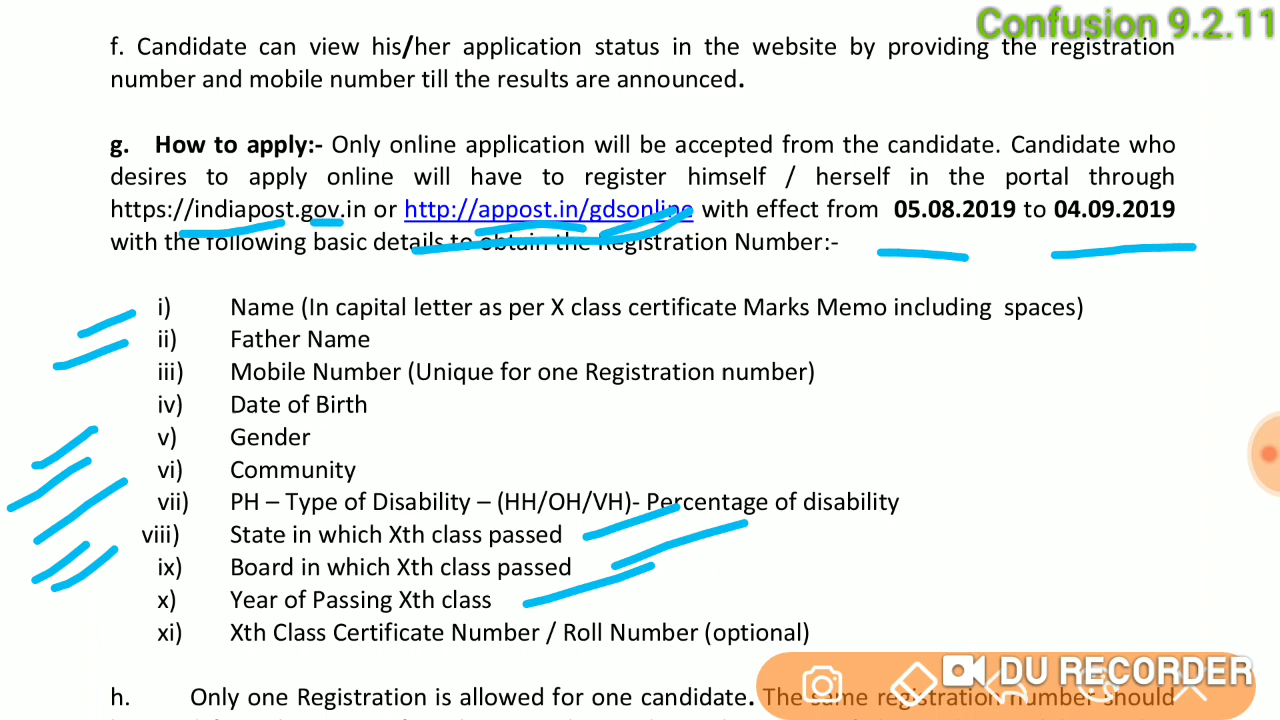 Confusion 9.2.11
f. Candidate can view his/her application status in the website by providing the registration
number and mobile number till the results are announced.
g. How to apply:- Only online application will be accepted from the candidate. Candidate who
desires to apply online will have to register himself / herself in the portal through
https://indiapost.gov.in or http://appost.in/gdsonline with effect from 05.08.2019 to 04.09.2019
with the following basic details to obtain the Registration Number:-
i) Name (In capital letter as per X class certificate Marks Memo including spaces)
ii) Father Name
iii) Mobile Number (Unique for one Registration number)
iv) Date of Birth
v) Gender
vi) Community
vii) PH – Type of Disability – (HH/OH/VH)- Percentage of disability
viii) State in which Xth class passed
ix) Board in which Xth class passed
x) Year of Passing Xth class
xi) Xth Class Certificate Number / Roll Number (optional)
DU RECORDER
h. Only one Registration is allowed for one candidate. The same registration number should